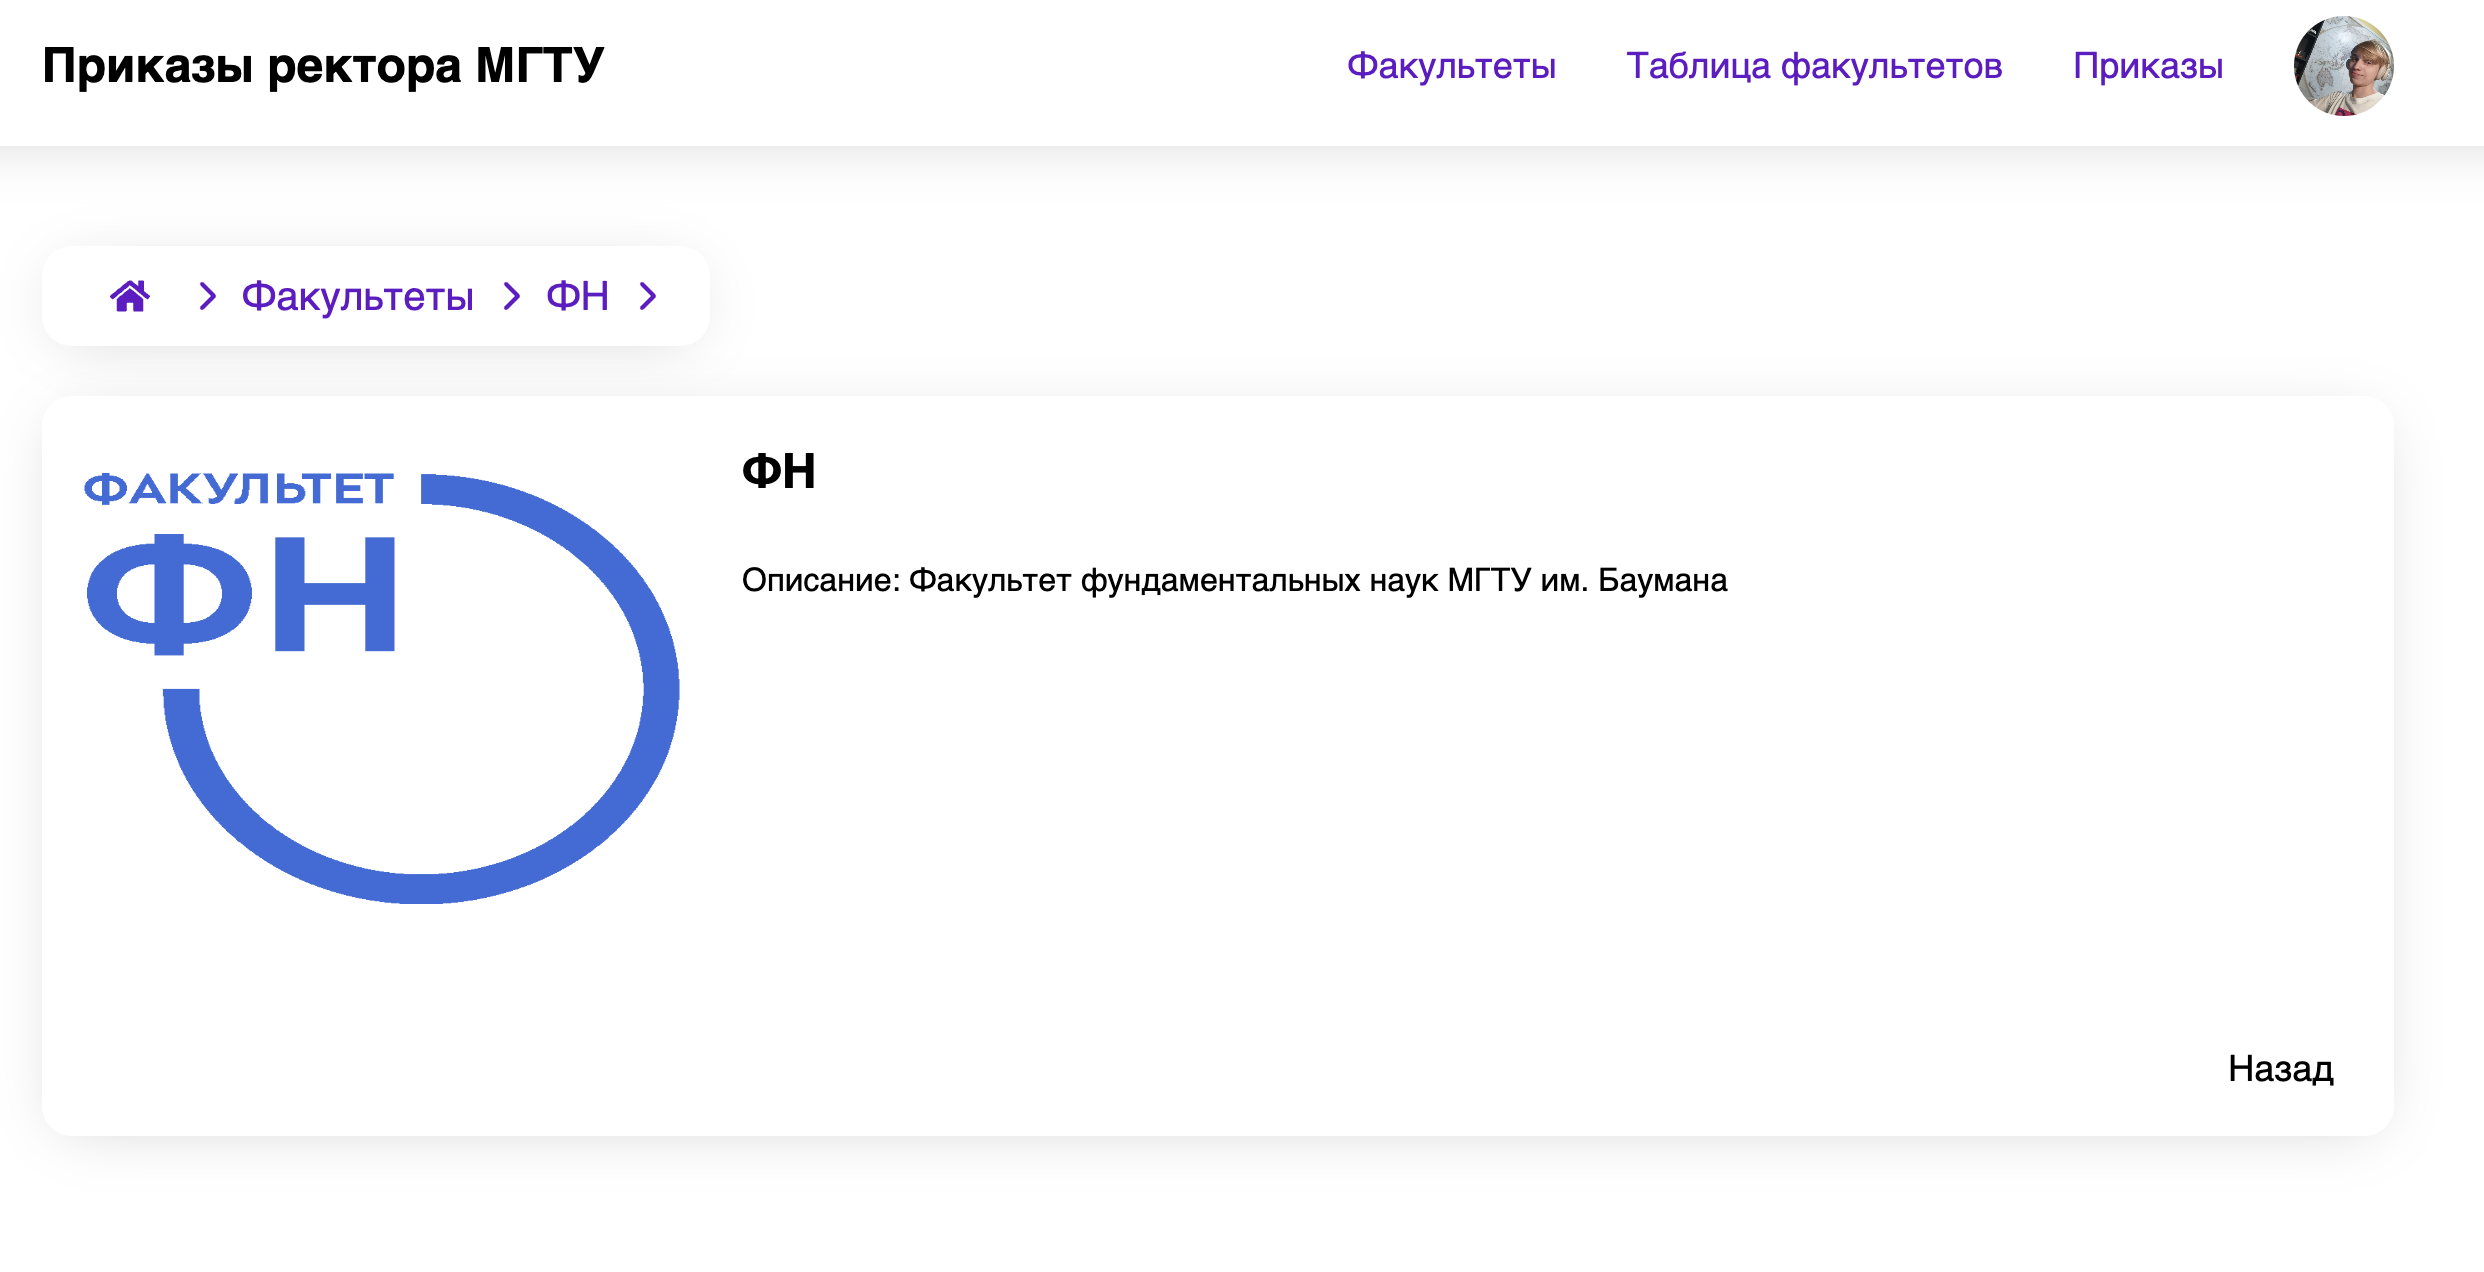 Приказы ректора МГТУ
Факультеты
Таблица факультетов
Приказы
Факультеты
ФН
ФАКУЛЬТЕТ
ФН
ФН
Описание: Факультет фундаментальных наук МГТУ им. Баумана
Назад